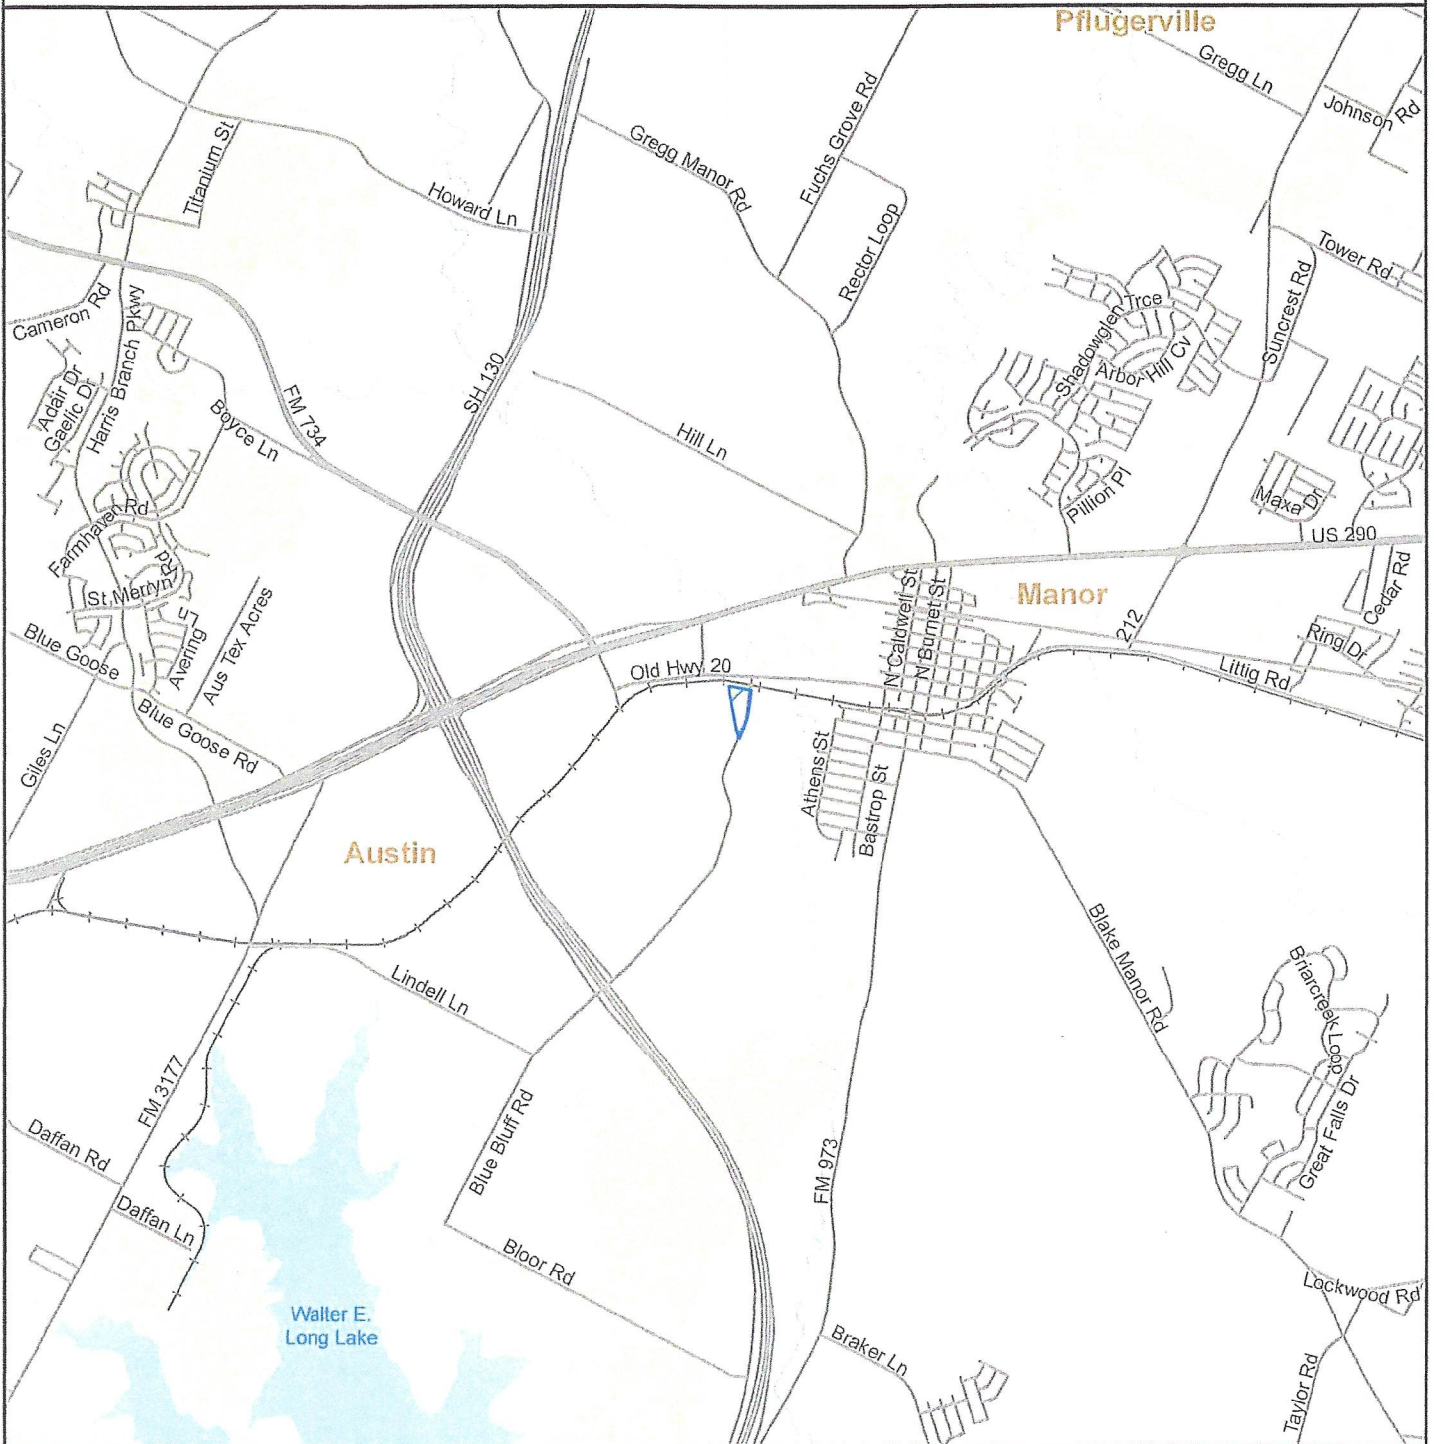 Pflugerville
Gregg Ln
Johnson Rd
Fuchs Grove Rd
Gregg Manor Rd
Titanium St
Howard Ln
Rector Loop
Tower Rd
Suncrest Rd
Cameron Rd
Harris Branch Pkwy
Shadowglen Trce
Arbor Hill Cv
Adair Dr
Gaelic Dr
FM 734
SH 130
Boyce Ln
Hill Ln
Pillion Pl
Maxa Dr
Farmhaven Rd
US 290
St Merryn Rd
Manor
N Caldwell St
N Burnet St
Cedar Rd
Avering Ln
Aus Tex Acres
212
Ring Dr
Blue Goose
Old Hwy 20
Littig Rd
Blue Goose Rd
Giles Ln
Athens St
Bastrop St
Austin
Blake Manor Rd
Briarcreek Loop
Lindell Ln
FM 3177
Great Falls Dr
Blue Bluff Rd
Daffan Rd
FM 973
Daffan Ln
Bloor Rd
Lockwood Rd
Walter E.
Long Lake
Braker Ln
Taylor Rd